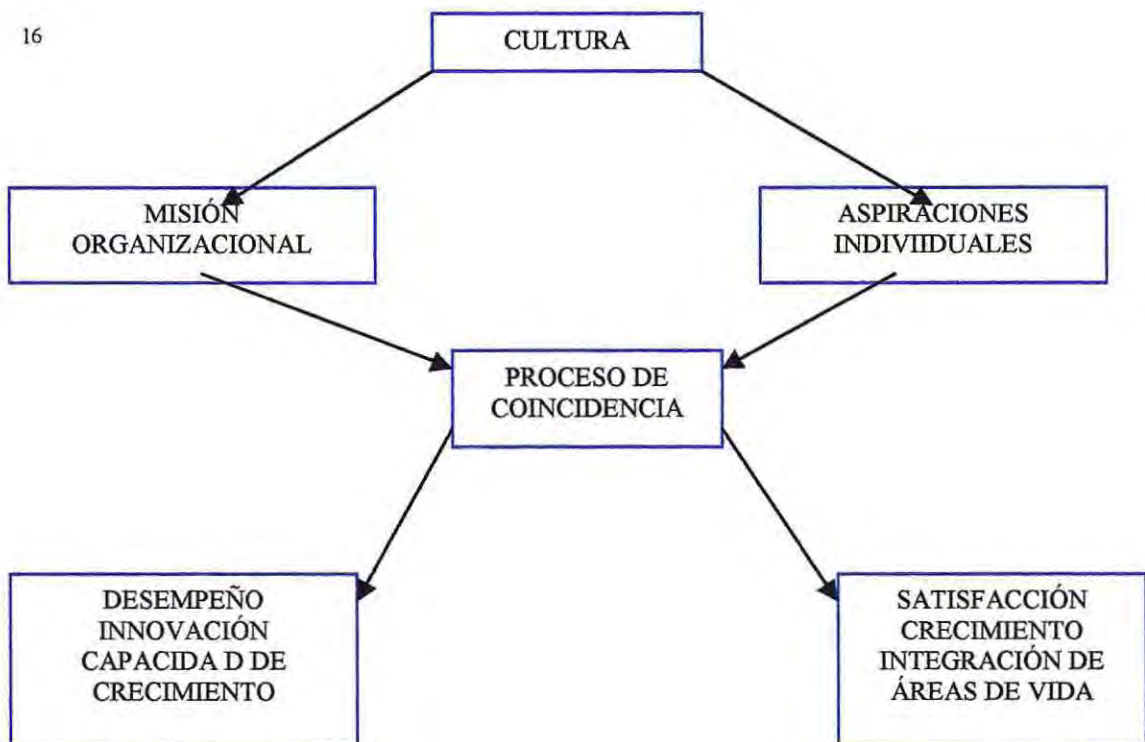 16
CULTURA
MISIÓN
ORGANIZACIONAL
ASPIRACIONES
INDIVIIDUALES
PROCESO DE
COINCIDENCIA
DESEMPEÑO
INNOVACIÓN
CAPACIDA D DE
CRECIMIENTO
SATISFACCIÓN
CRECIMIENTO
INTEGRACIÓN DE
ÁREAS DE VIDA